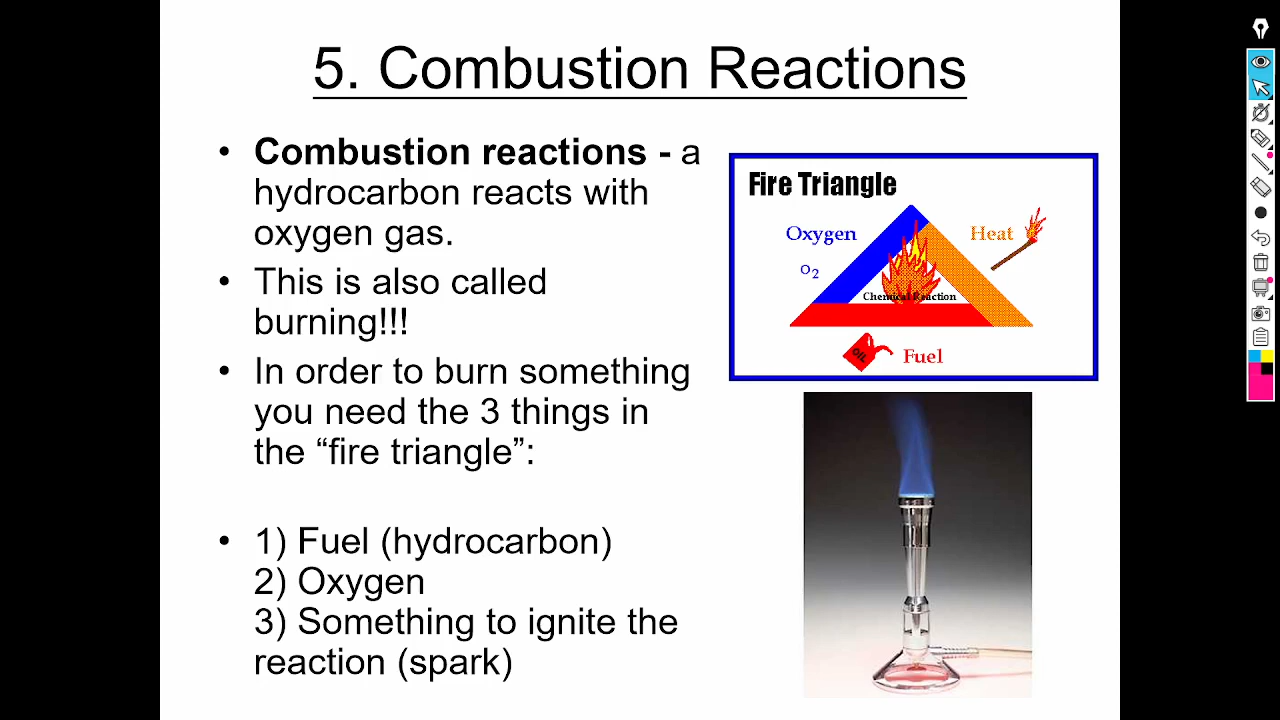 5. Combustion Reactions
• Combustion reactions - a
hydrocarbon reacts with
oxygen gas.
• This is also called
burning!!!
• In order to burn something
you need the 3 things in
the “fire triangle”:
• 1) Fuel (hydrocarbon)
2) Oxygen
3) Something to ignite the
reaction (spark)
Fire Triangle
Oxygen
O2
Heat
Chemical Reaction
OIL
Fuel